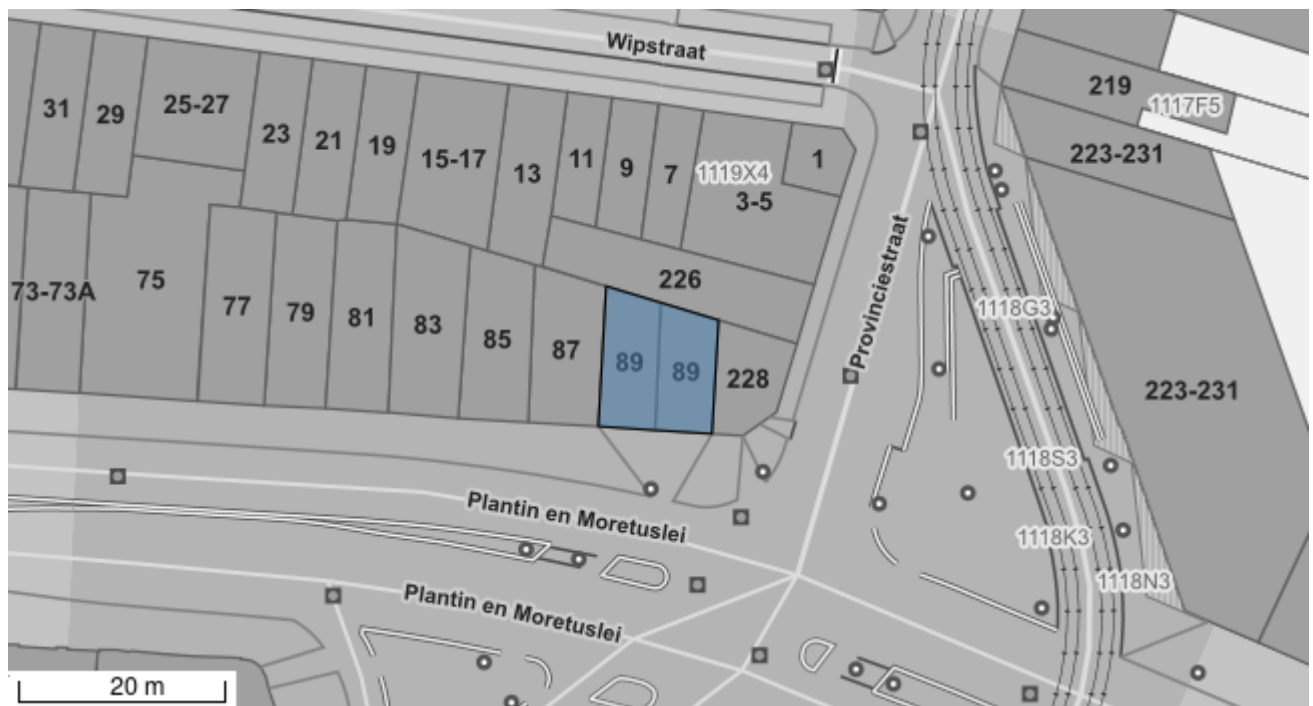 Wipstraat
31
29
25-27
23
21
19
15-17
13
11
9
7
1119X4
3-5
1
219
1117F5
223-231
73-73A
75
77
79
81
83
85
87
226
89
89
228
Provinciestraat
1118G3
223-231
1118S3
1118K3
1118N3
Plantin en Moretuslei
Plantin en Moretuslei
20 m